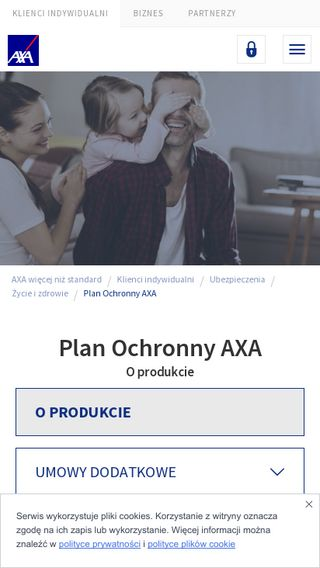 KLIENCI INDYWIDUALNI BIZNES PARTNERZY
AXA
AXA więcej niż standard / Klienci indywidualni / Ubezpieczenia /
Życie i zdrowie / Plan Ochronny AXA
Plan Ochronny AXA
O produkcie
O PRODUKCIE
UMOWY DODATKOWE
Serwis wykorzystuje pliki cookies. Korzystanie z witryny oznacza
zgodę na ich zapis lub wykorzystanie. Więcej informacji można
znaleźć w polityce prywatności i polityce plików cookie